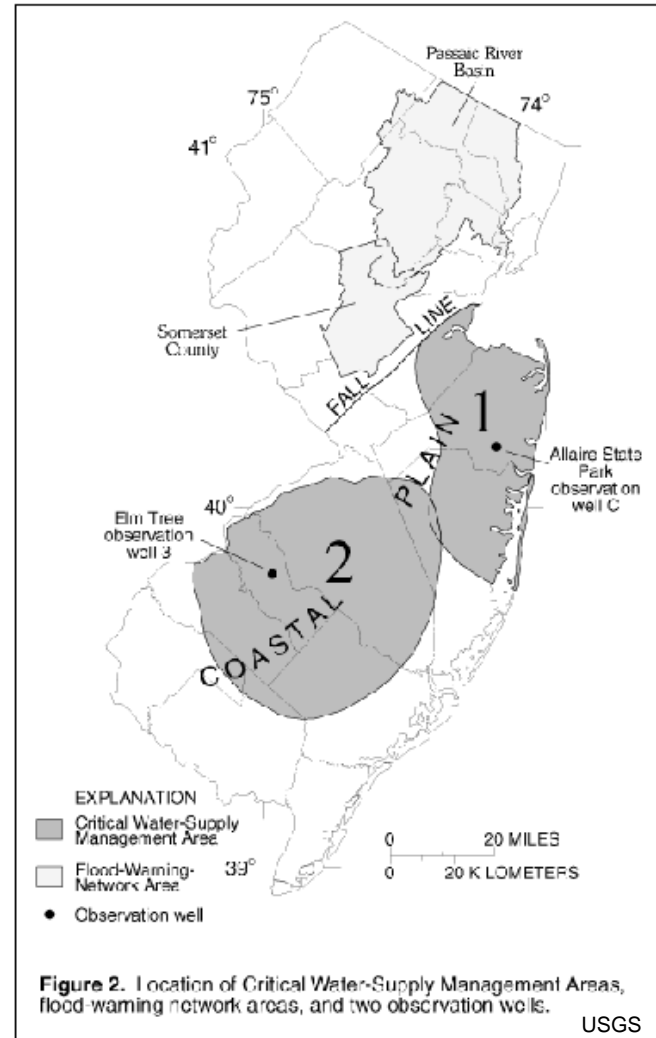 Passaic River
Basin
75°
74°
41°
Somerset
County
FALL LINE
1
PLAIN
Allaire State
Park
observation
well C
40°
Elm Tree
observation
well 3
2
COASTAL
EXPLANATION
Critical Water-Supply
Management Area
Flood-Warning-
Network Area
Observation well
39°
0 20 MILES
0 20 K LOMETERS
Figure 2. Location of Critical Water-Supply Management Areas,
flood-warning network areas, and two observation wells.
USGS